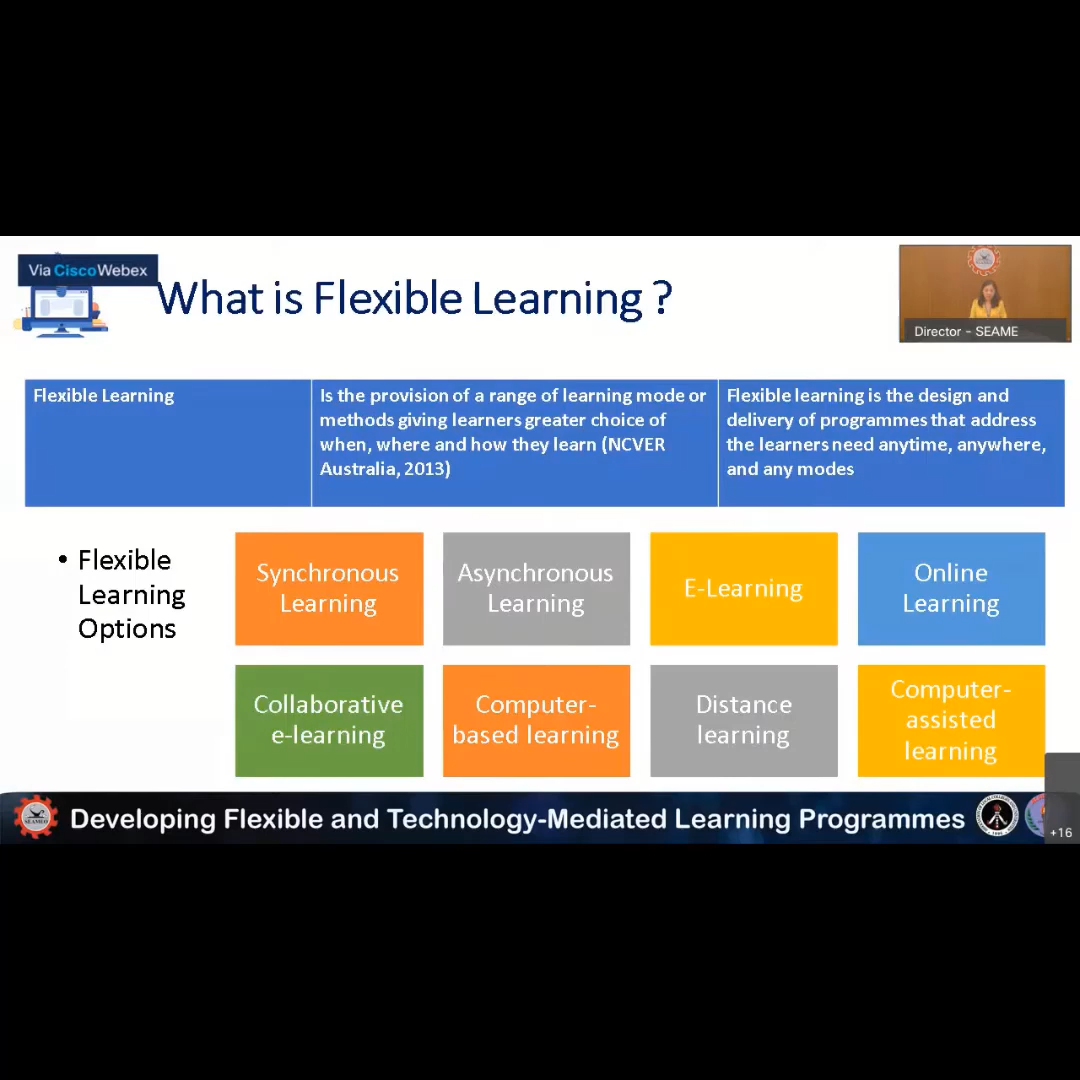 Via CiscoWebex
What is Flexible Learning ?
Director - SEAME
Flexible Learning
Is the provision of a range of learning mode or
methods giving learners greater choice of
when, where and how they learn (NCVER
Australia, 2013)
Flexible learning is the design and
delivery of programmes that address
the learners need anytime, anywhere,
and any modes
• Flexible
Learning
Options
Synchronous
Learning
Asynchronous
Learning
E-Learning
Online
Learning
Collaborative
e-learning
Computer-
based learning
Distance
learning
Computer-
assisted
learning
SEAMEO
Developing Flexible and Technology-Mediated Learning Programmes
+16